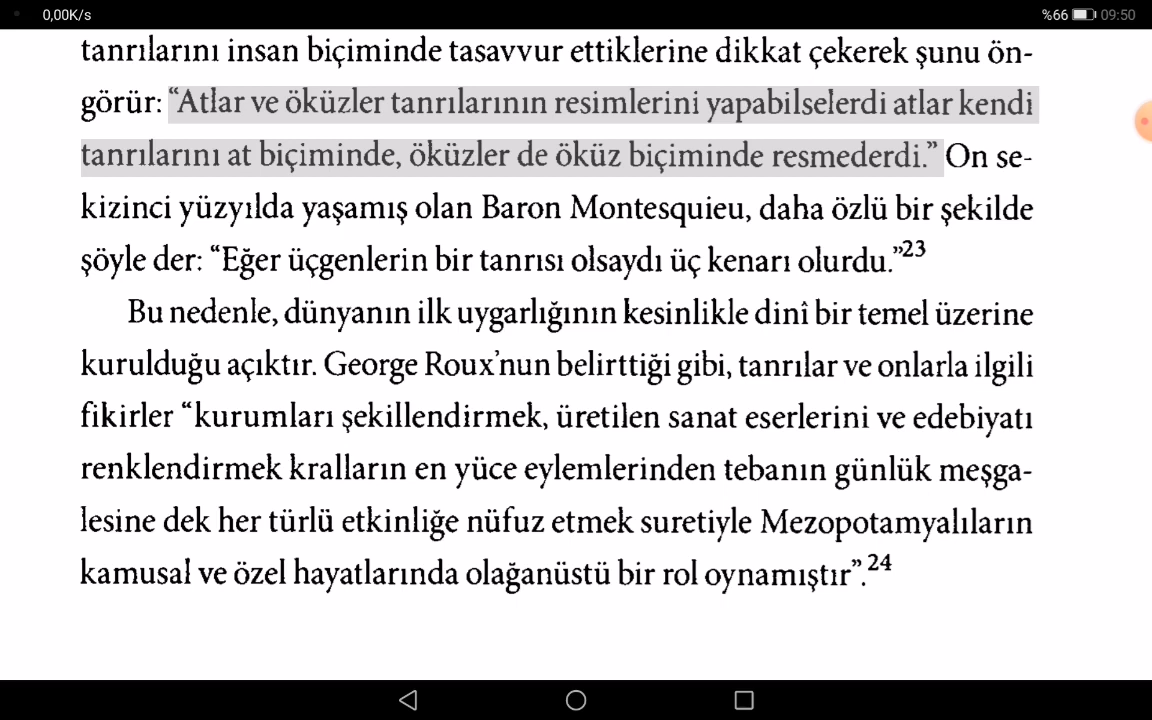 0,00K/s
%66 09:50
tanrılarını insan biçiminde tasavvur ettiklerine dikkat çekerek şunu ön-
görür: “Atlar ve öküzler tanrılarının resimlerini yapabilselerdi atlar kendi
tanrılarını at biçiminde, öküzler de öküz biçiminde resmederdi.” On se-
kizinci yüzyılda yaşamış olan Baron Montesquieu, daha özlü bir şekilde
şöyle der: “Eğer üçgenlerin bir tanrısı olsaydı üç kenarı olurdu.”23
Bu nedenle, dünyanın ilk uygarlığının kesinlikle dinî bir temel üzerine
kurulduğu açıktır. George Roux’nun belirttiği gibi, tanrılar ve onlarla ilgili
fikirler “kurumları şekillendirmek, üretilen sanat eserlerini ve edebiyatı
renklendirmek kralların en yüce eylemlerinden tebanın günlük meşga-
lesine dek her türlü etkinliğe nüfuz etmek suretiyle Mezopotamyalıların
kamusal ve özel hayatlarında olağanüstü bir rol oynamıştır”.24